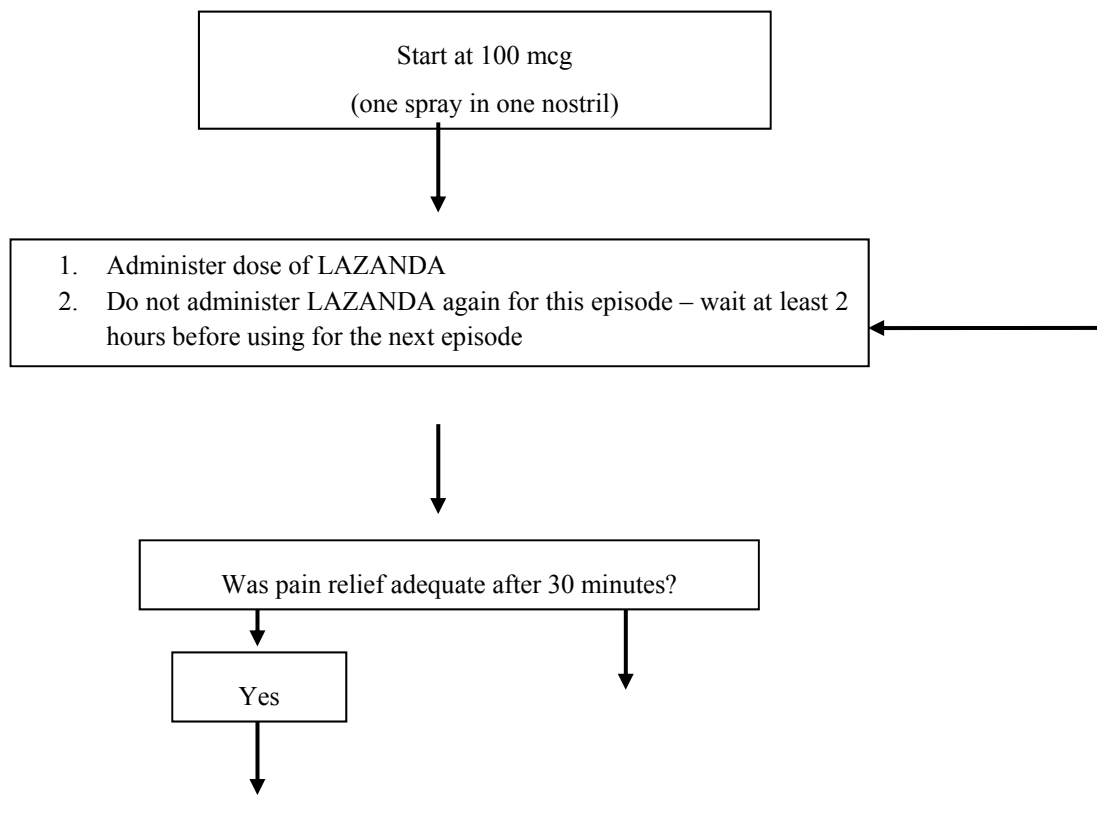 Start at 100 mcg
(one spray in one nostril)
1. Administer dose of LAZANDA
2. Do not administer LAZANDA again for this episode – wait at least 2
hours before using for the next episode
Was pain relief adequate after 30 minutes?
Yes